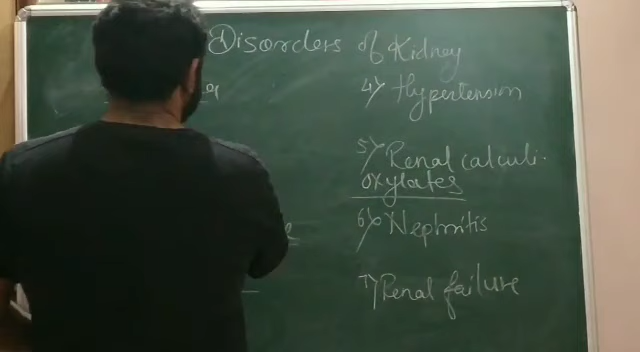 Disorders of Kidney
4) Hypertension
5) Renal calculi.
oxylates
6) Nephritis
7) Renal failure